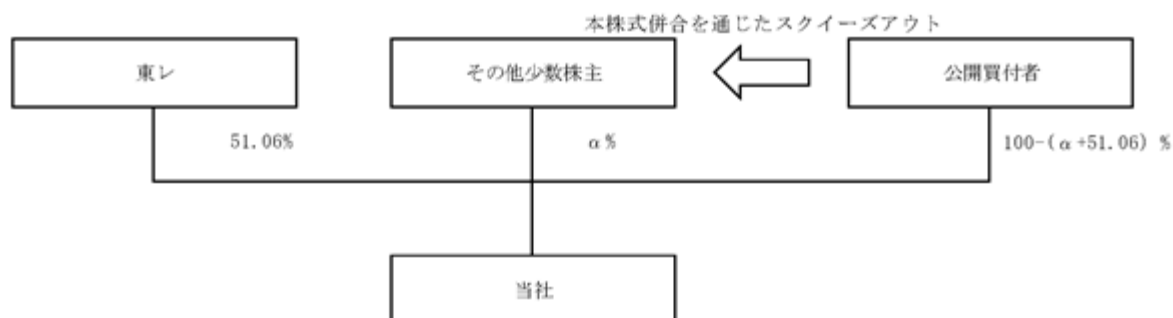 本株式併合を通じたスクイーズアウト
東レ
その他少数株主
公開買付者
51.06%
α%
100-(α+51.06) %
当社